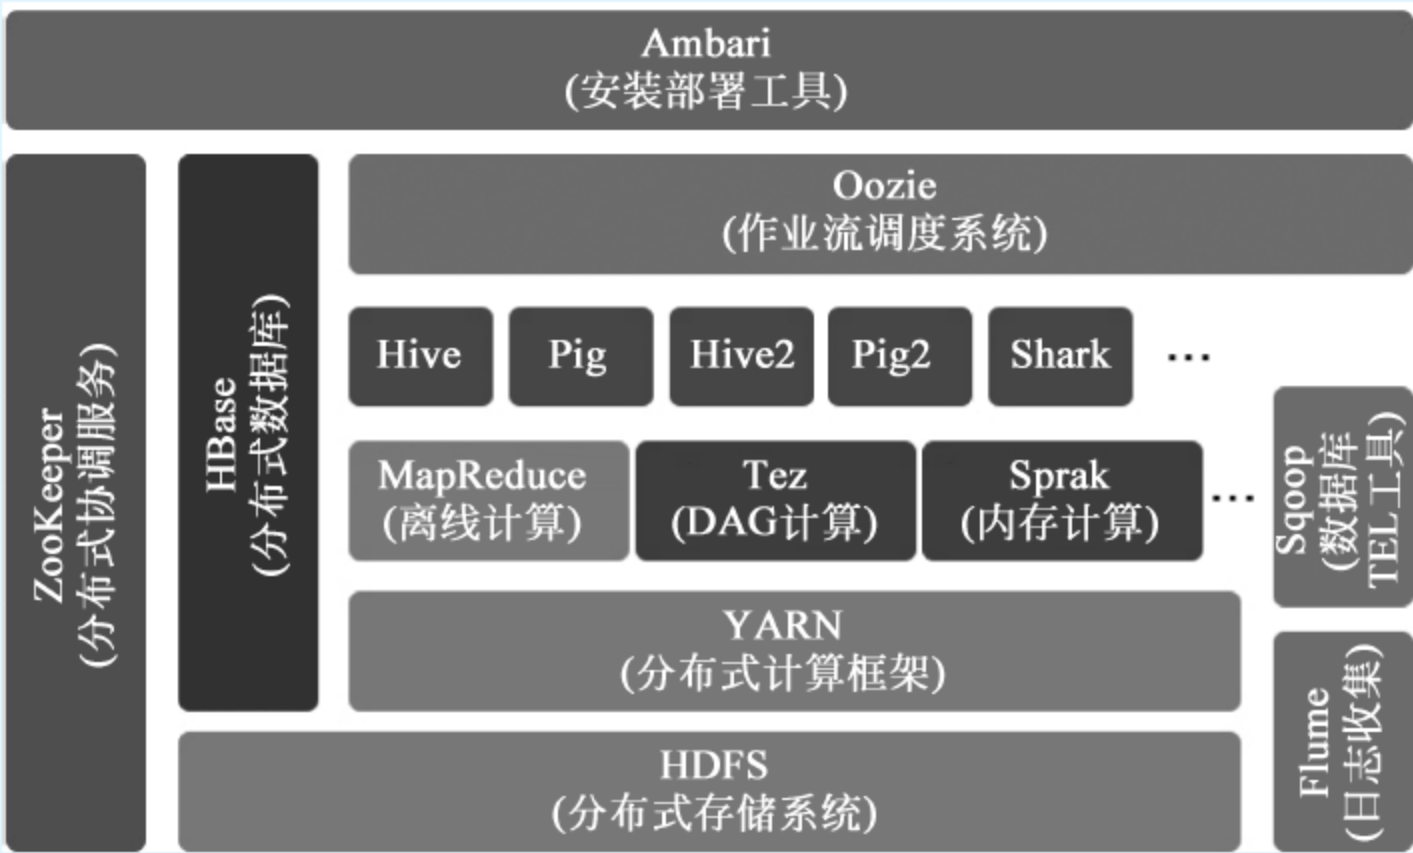 Ambari
(安装部署工具)
ZooKeeper
(分布式协调服务)
HBase
(分布式数据库)
Oozie
(作业流调度系统)
Hive
Pig
Hive2
Pig2
Shark
...
MapReduce
(离线计算)
Tez
(DAG计算)
Sprak
(内存计算)
...
Sqoop
(数据库
TEL工具)
YARN
(分布式计算框架)
Flume
(日志收集)
HDFS
(分布式存储系统)